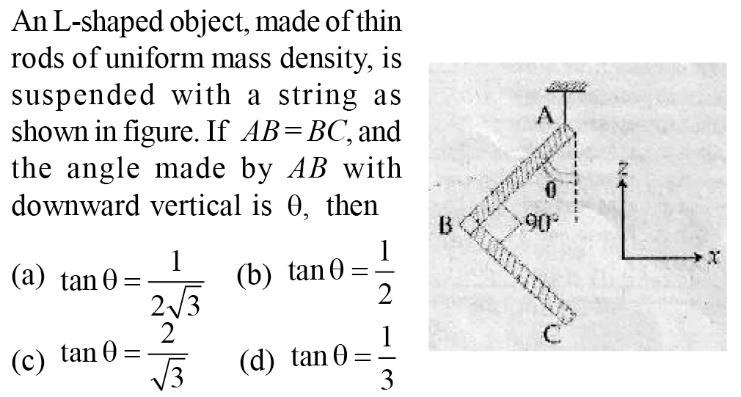 An L-shaped object, made of thin
rods of uniform mass density, is
suspended with a string as
shown in figure. If AB = BC, and
the angle made by AB with
downward vertical is θ, then
(a) tan θ = 1/(2√3) (b) tan θ = 1/2
(c) tan θ = 2/√3 (d) tan θ = 1/3
A
θ
z
B
90°
x
C